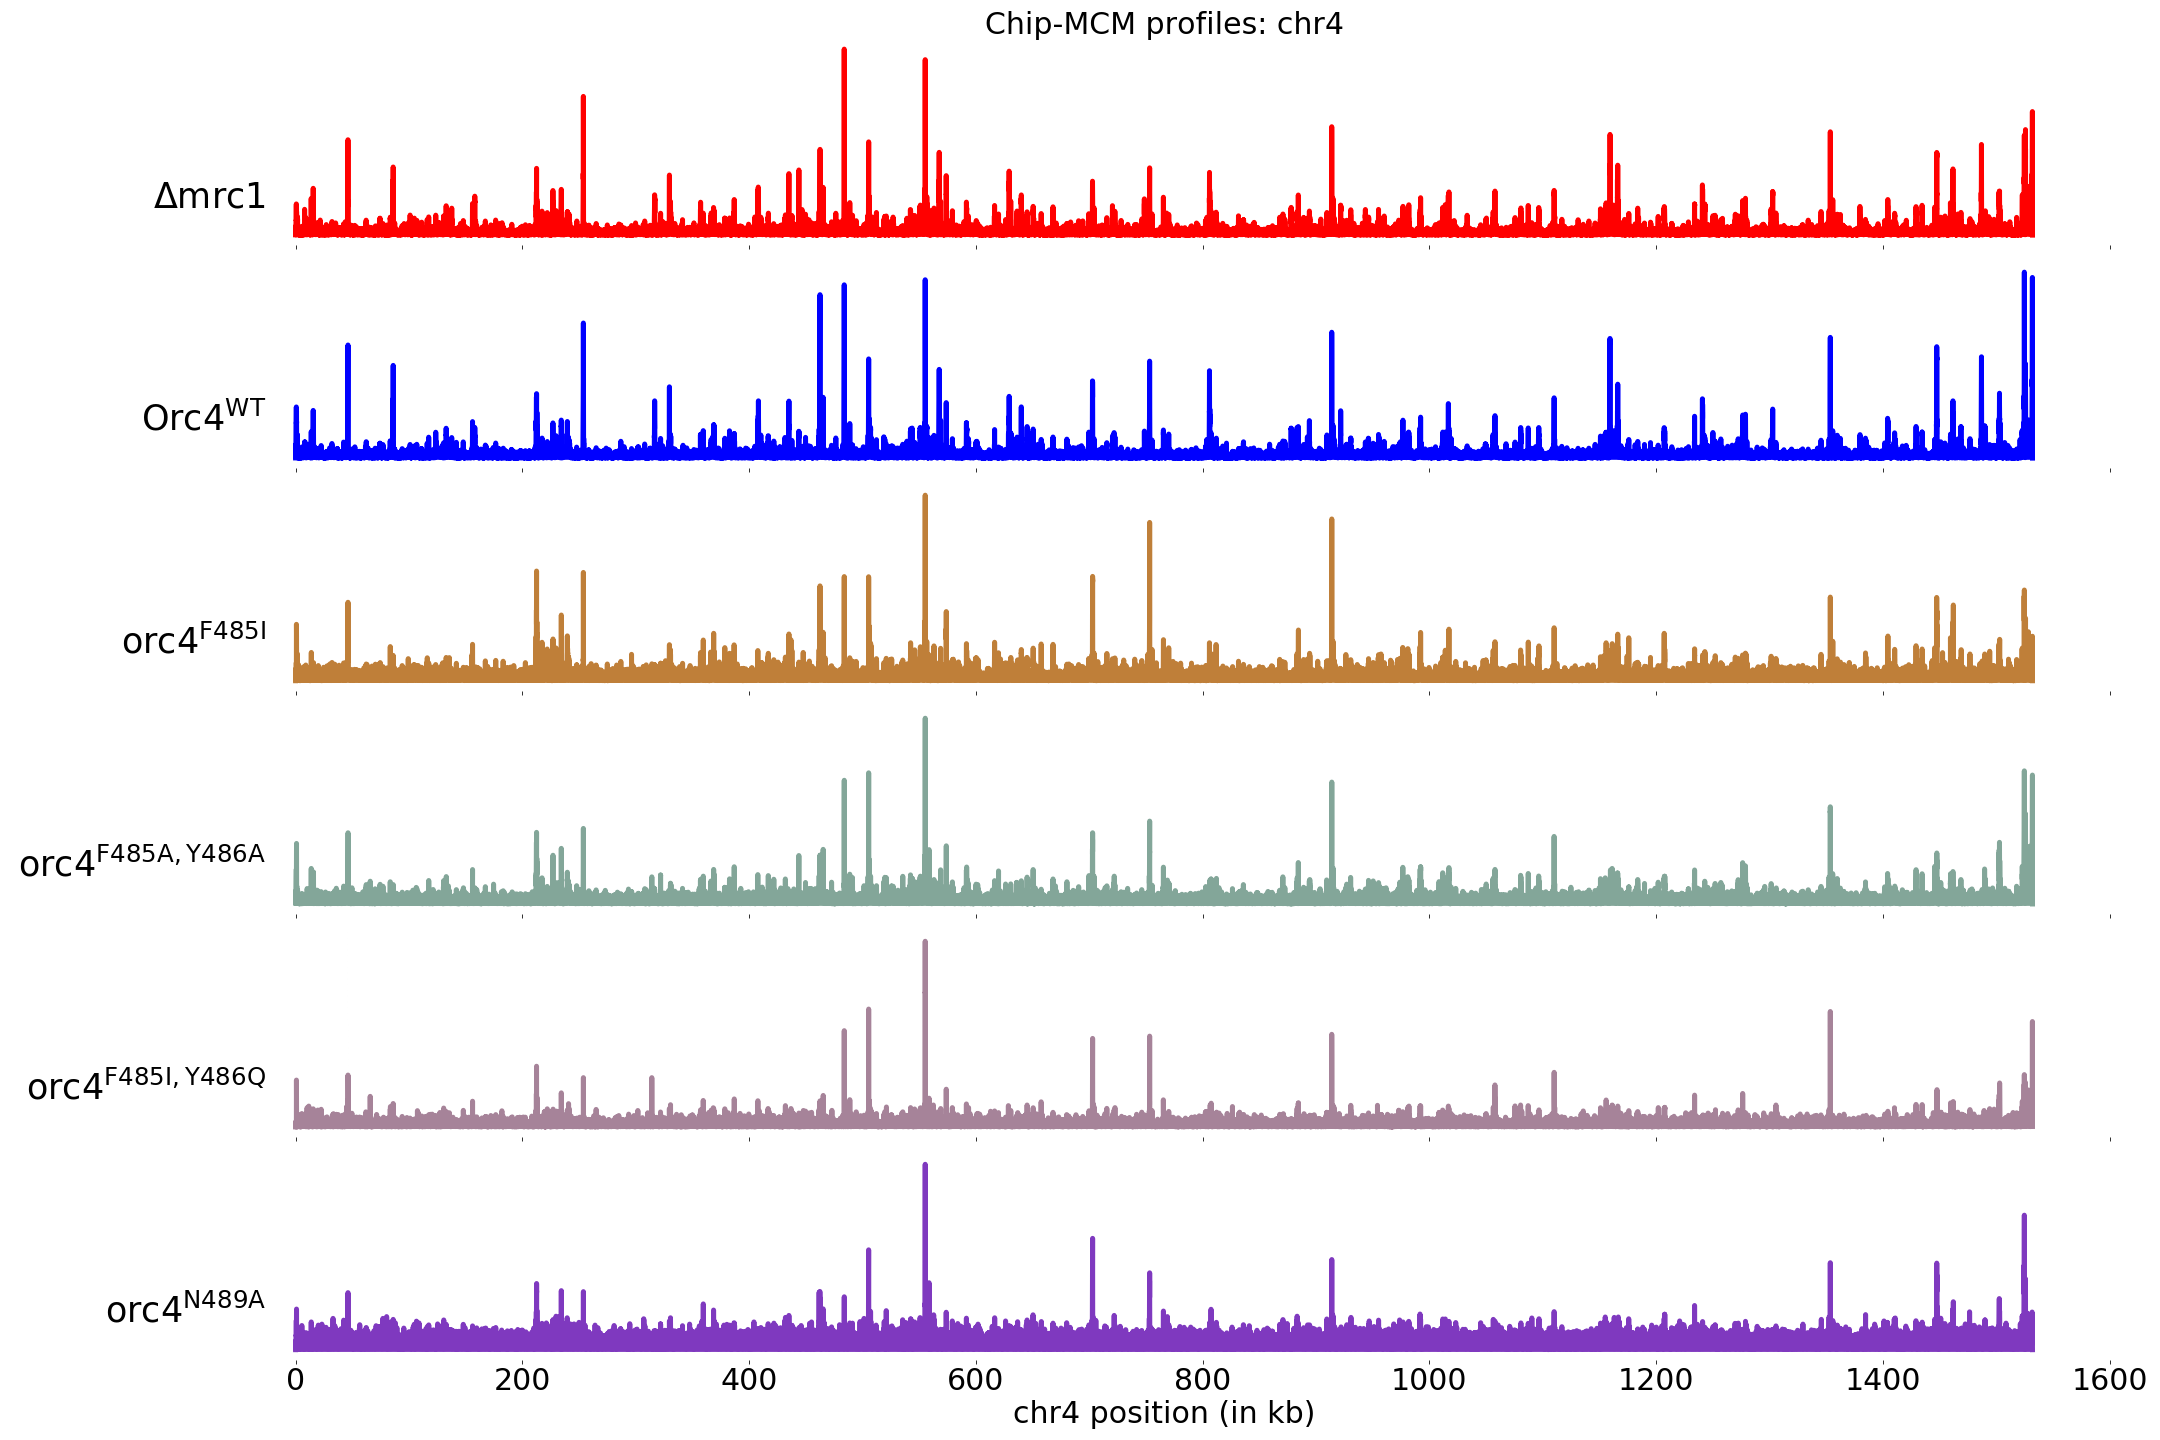 Chip-MCM profiles: chr4
Δmrc1
Orc4^WT
orc4^F485I
orc4^F485A, Y486A
orc4^F485I, Y486Q
orc4^N489A
0 200 400 600 800 1000 1200 1400 1600
chr4 position (in kb)